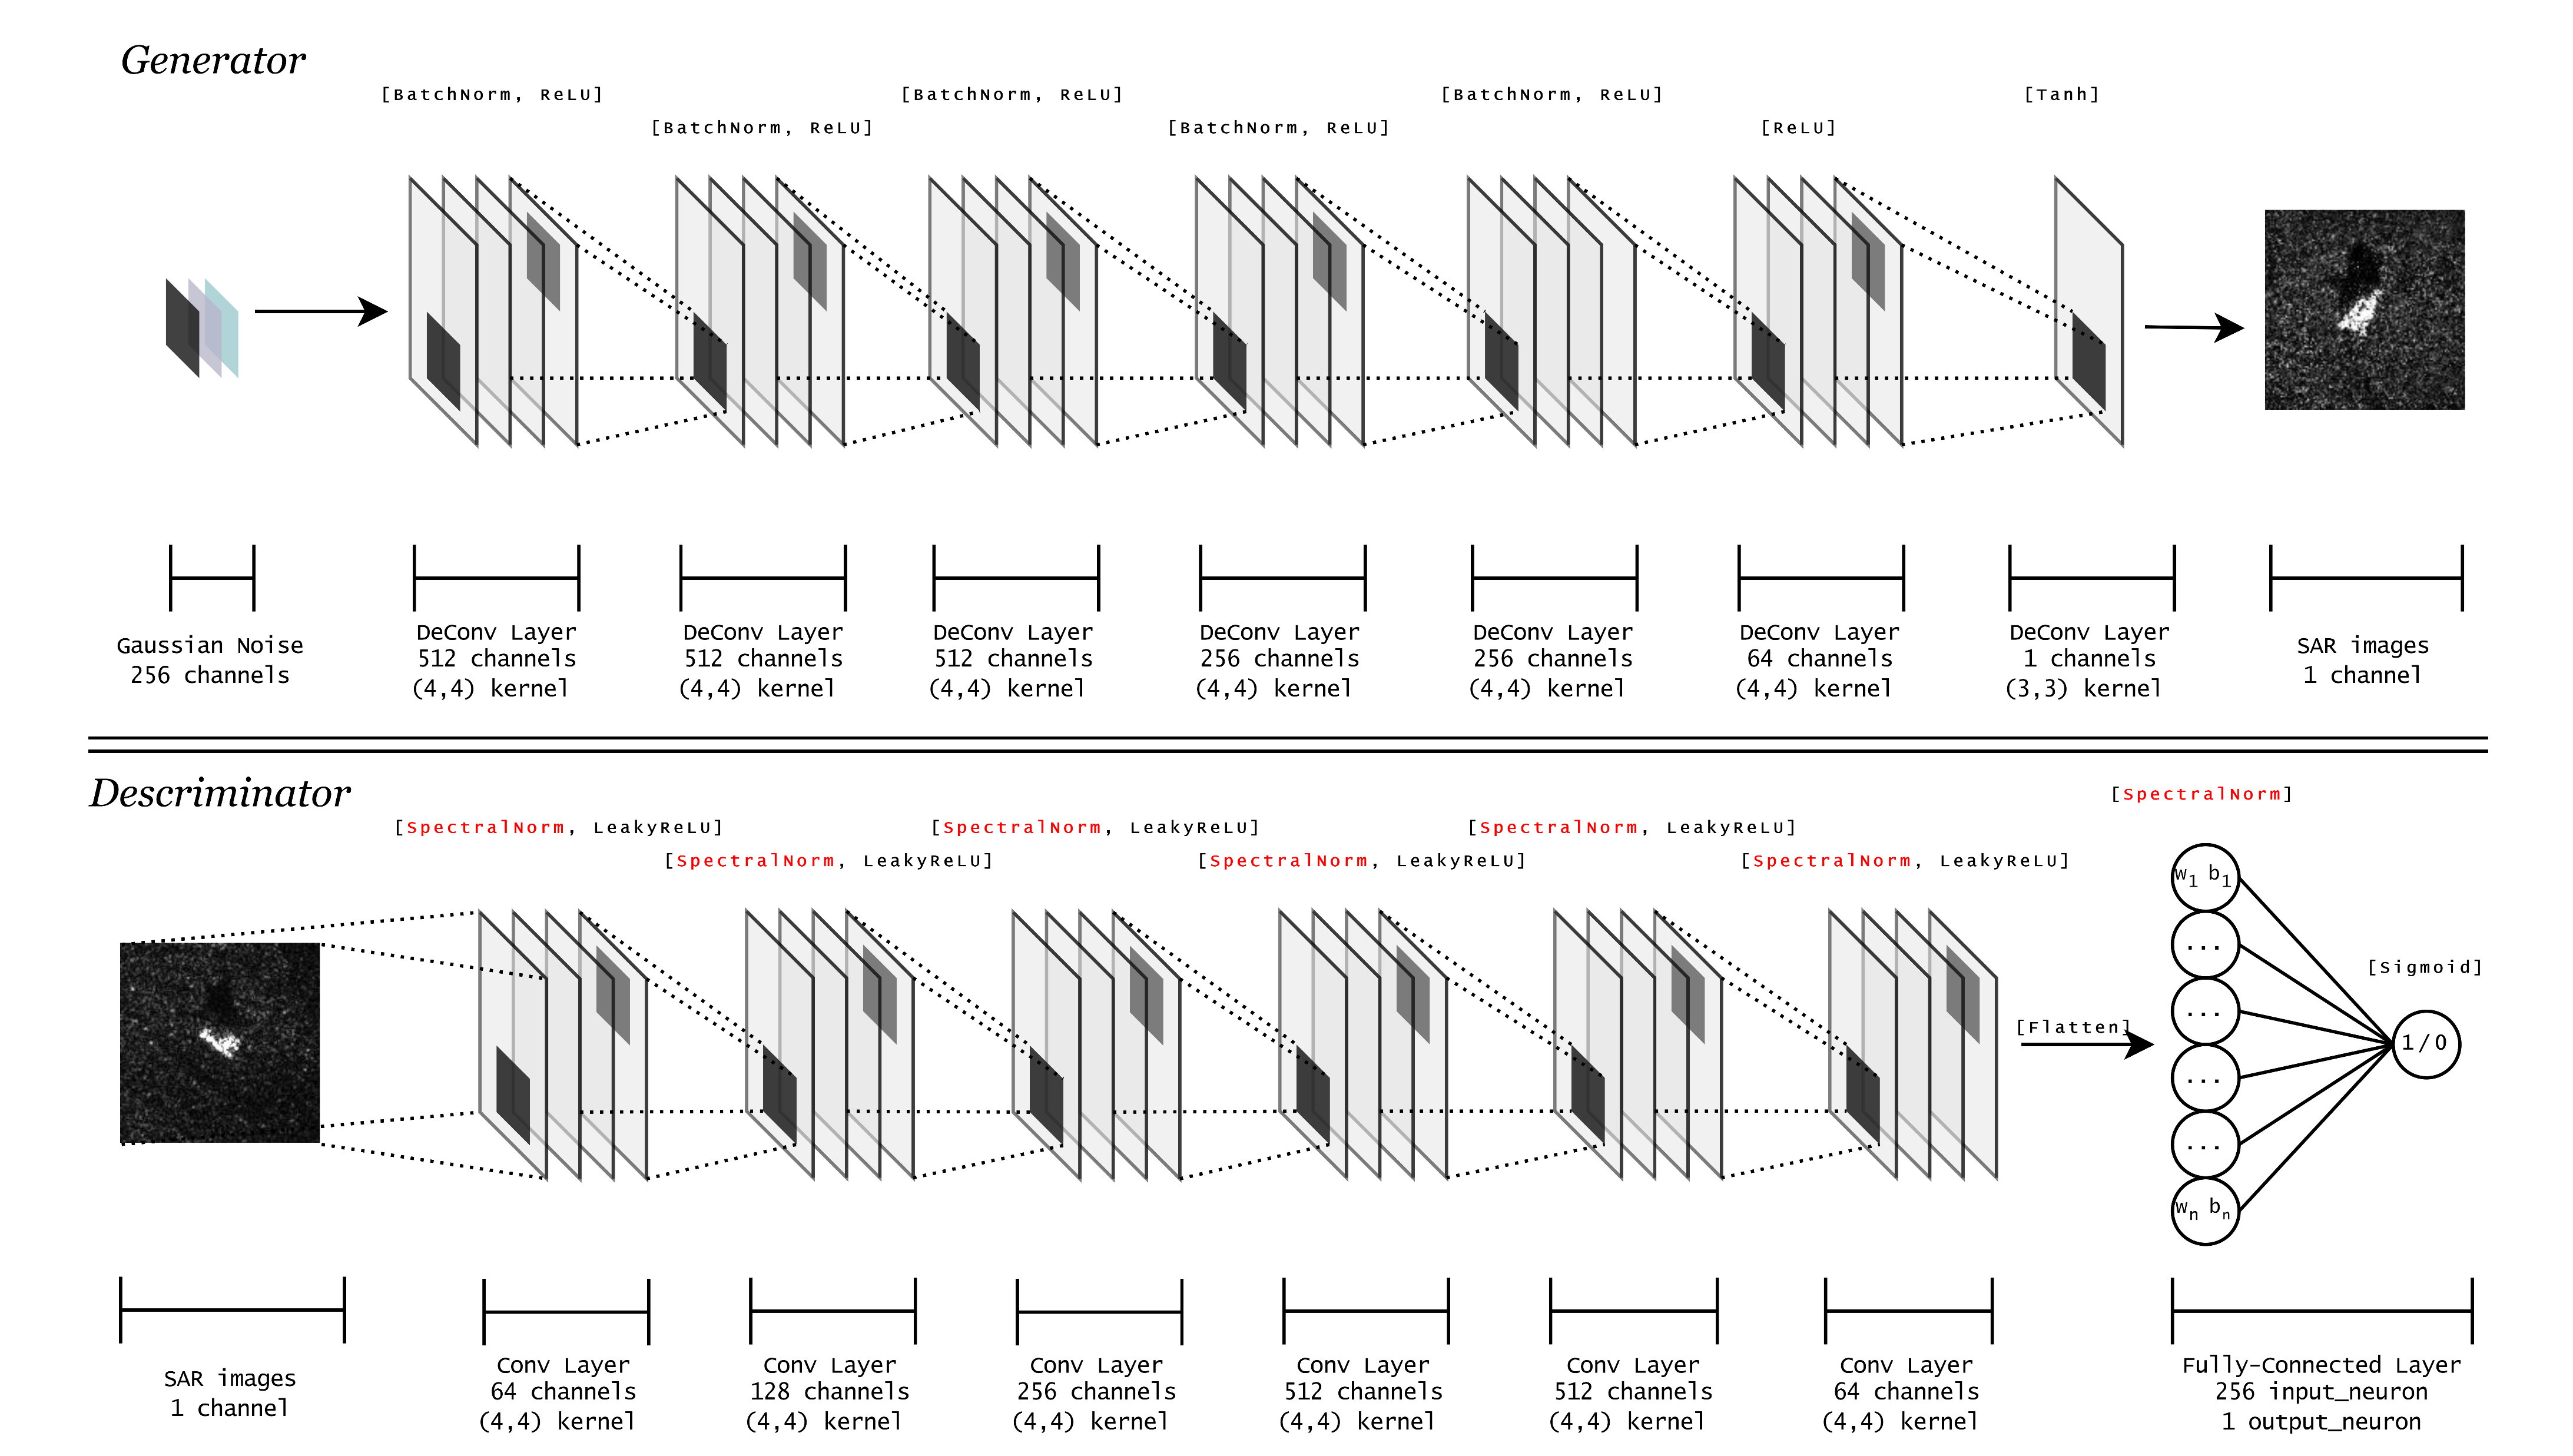 Generator
[BatchNorm, ReLU]
[BatchNorm, ReLU]
[BatchNorm, ReLU]
[BatchNorm, ReLU]
[BatchNorm, ReLU]
[ReLU]
[Tanh]
Gaussian Noise
256 channels
DeConv Layer
512 channels
(4,4) kernel
DeConv Layer
512 channels
(4,4) kernel
DeConv Layer
512 channels
(4,4) kernel
DeConv Layer
256 channels
(4,4) kernel
DeConv Layer
256 channels
(4,4) kernel
DeConv Layer
64 channels
(4,4) kernel
DeConv Layer
1 channels
(3,3) kernel
SAR images
1 channel
Descriminator
[SpectralNorm, LeakyReLU]
[SpectralNorm, LeakyReLU]
[SpectralNorm, LeakyReLU]
[SpectralNorm, LeakyReLU]
[SpectralNorm, LeakyReLU]
[SpectralNorm, LeakyReLU]
[SpectralNorm]
[Flatten]
w1 b1
...
...
...
...
wn bn
[Sigmoid]
1/0
SAR images
1 channel
Conv Layer
64 channels
(4,4) kernel
Conv Layer
128 channels
(4,4) kernel
Conv Layer
256 channels
(4,4) kernel
Conv Layer
512 channels
(4,4) kernel
Conv Layer
512 channels
(4,4) kernel
Conv Layer
64 channels
(4,4) kernel
Fully-Connected Layer
256 input_neuron
1 output_neuron